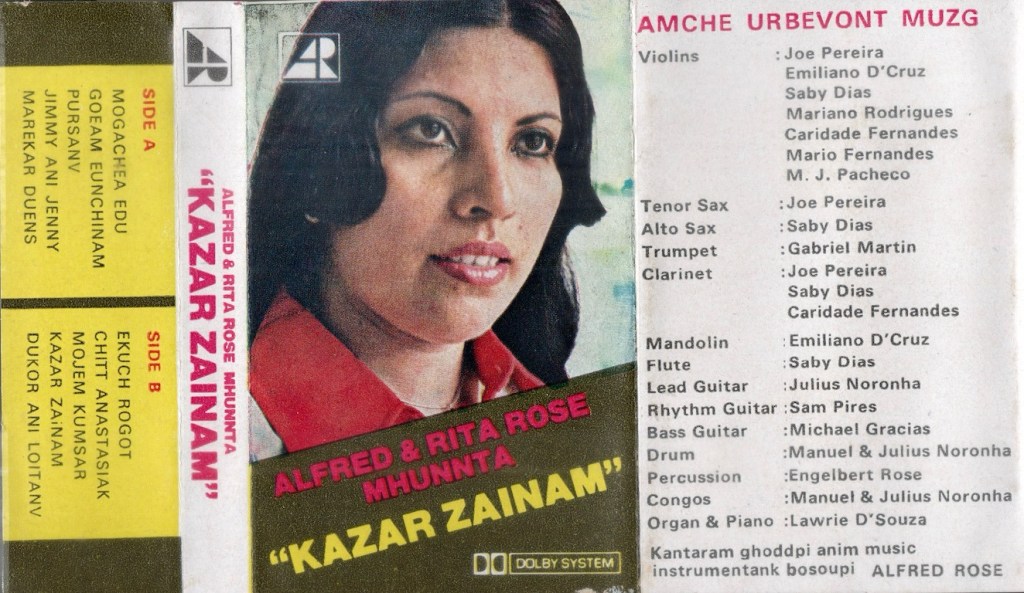 SIDE A
MOGACHEA EDU
GOEAM EUNCHINAM
PURSANV
JIMMY ANI JENNY
MAREKAR DUENS
SIDE B
EKUCH ROGOT
CHITT ANASTASIAK
MOJEM KUMSAR
KAZAR ZAiNAM
DUKOR ANI LOITANV
AR
ALFRED & RITA ROSE MHUNNTA
"KAZAR ZAINAM"
AR
ALFRED & RITA ROSE
MHUNNTA
"KAZAR ZAINAM"
DOLBY SYSTEM
AMCHE URBEVONT MUZG
Violins : Joe Pereira
Emiliano D'Cruz
Saby Dias
Mariano Rodrigues
Caridade Fernandes
Mario Fernandes
M. J. Pacheco
Tenor Sax : Joe Pereira
Alto Sax : Saby Dias
Trumpet : Gabriel Martin
Clarinet : Joe Pereira
Saby Dias
Caridade Fernandes
Mandolin : Emiliano D'Cruz
Flute : Saby Dias
Lead Guitar : Julius Noronha
Rhythm Guitar : Sam Pires
Bass Guitar : Michael Gracias
Drum : Manuel & Julius Noronha
Percussion : Engelbert Rose
Congos : Manuel & Julius Noronha
Organ & Piano : Lawrie D'Souza
Kantaram ghoddpi anim music
instrumentank bosoupi ALFRED ROSE